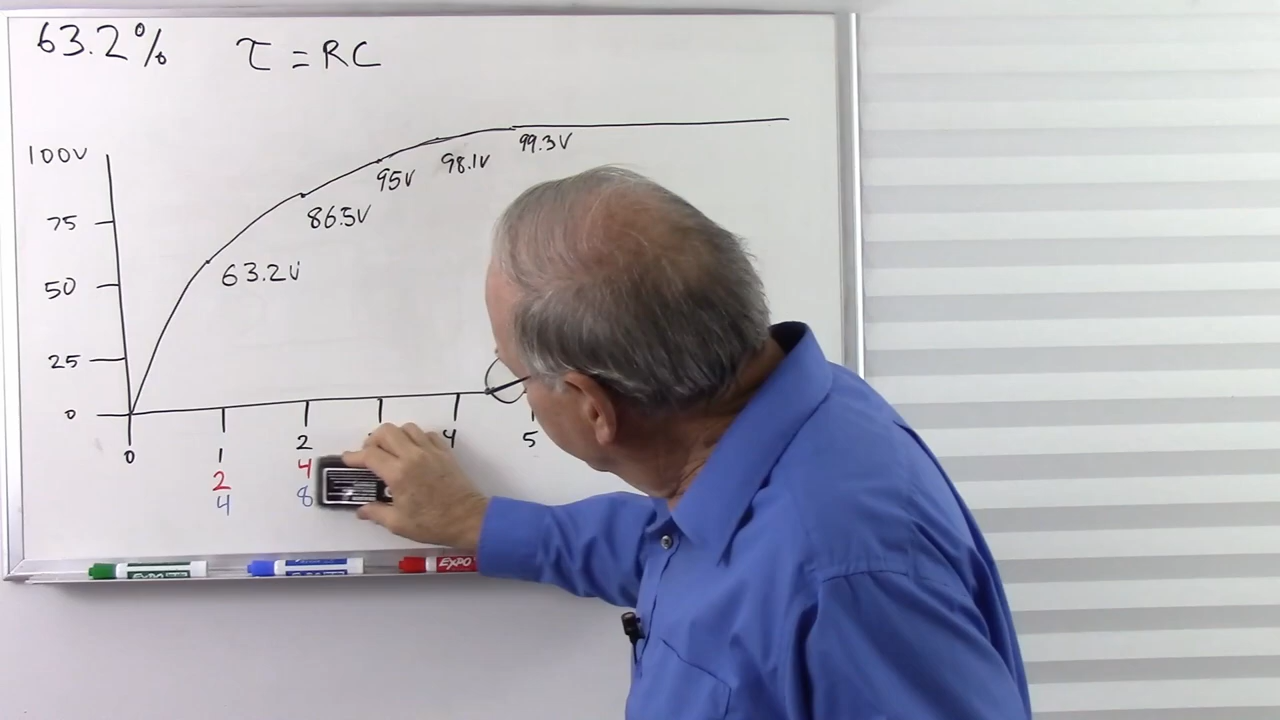 63.2% τ = RC
100V
99.3V
98.1V
95V
75
86.5V
63.2V
50
25
0
0 1 2 4 5
2 4
4 8
EXPO EXPO